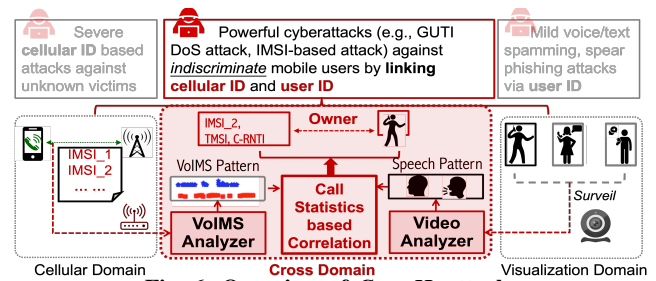 Severe
cellular ID based
attacks against
unknown victims
Powerful cyberattacks (e.g., GUTI
DoS attack, IMSI-based attack) against
indiscriminate mobile users by linking
cellular ID and user ID
Mild voice/text
spamming, spear
phishing attacks
via user ID
IMSI_1
IMSI_2
... ...
Cellular Domain
IMSI_2,
TMSI, C-RNTI
Owner
VoIMS Pattern
Speech Pattern
Call
Statistics
based
Correlation
VoIMS
Analyzer
Video
Analyzer
Cross Domain
Surveil
Visualization Domain